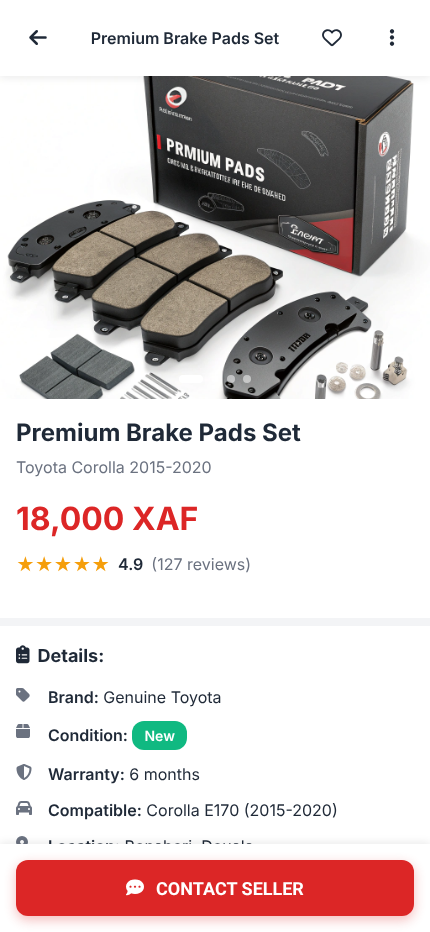 Premium Brake Pads Set
PRMIUM PADS
Premium Brake Pads Set
Toyota Corolla 2015-2020
18,000 XAF
★★★★★ 4.9 (127 reviews)
Details:
Brand: Genuine Toyota
Condition: New
Warranty: 6 months
Compatible: Corolla E170 (2015-2020)
CONTACT SELLER